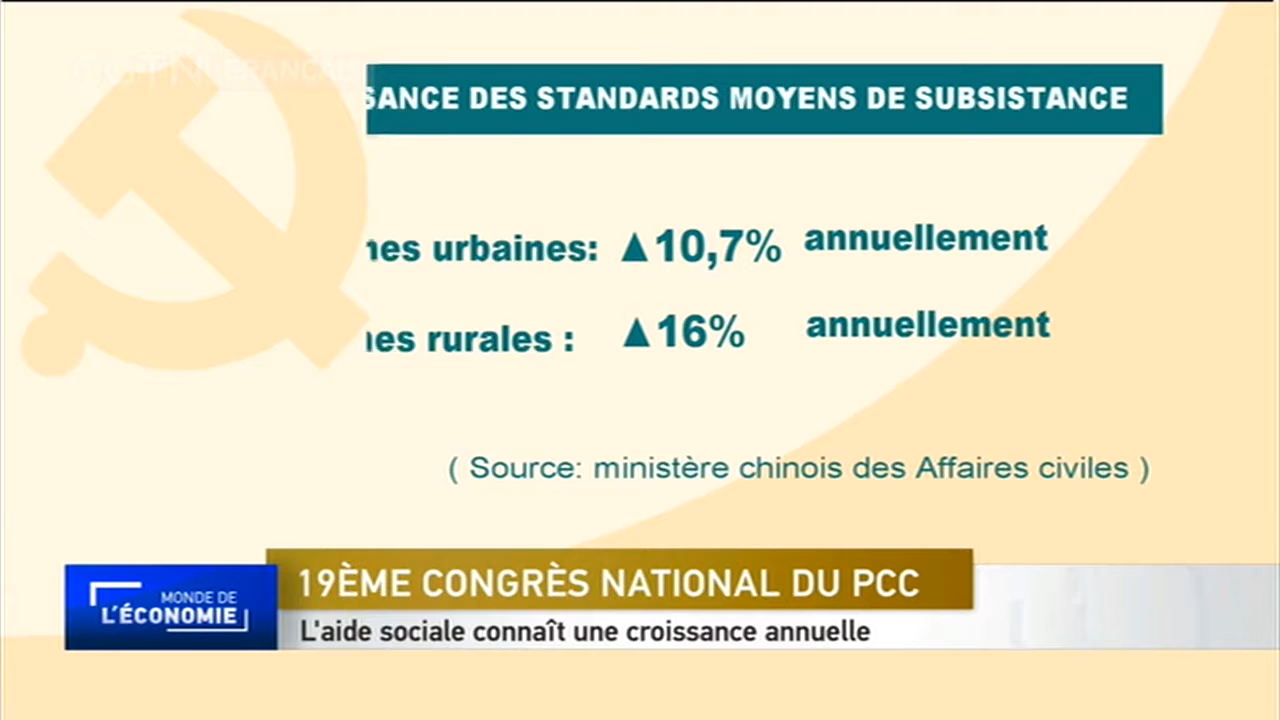 SANCE DES STANDARDS MOYENS DE SUBSISTANCE
nes urbaines: ▲10,7% annuellement
nes rurales : ▲16% annuellement
( Source: ministère chinois des Affaires civiles )
19ÈME CONGRÈS NATIONAL DU PCC
MONDE DE
L'ÉCONOMIE
L'aide sociale connaît une croissance annuelle